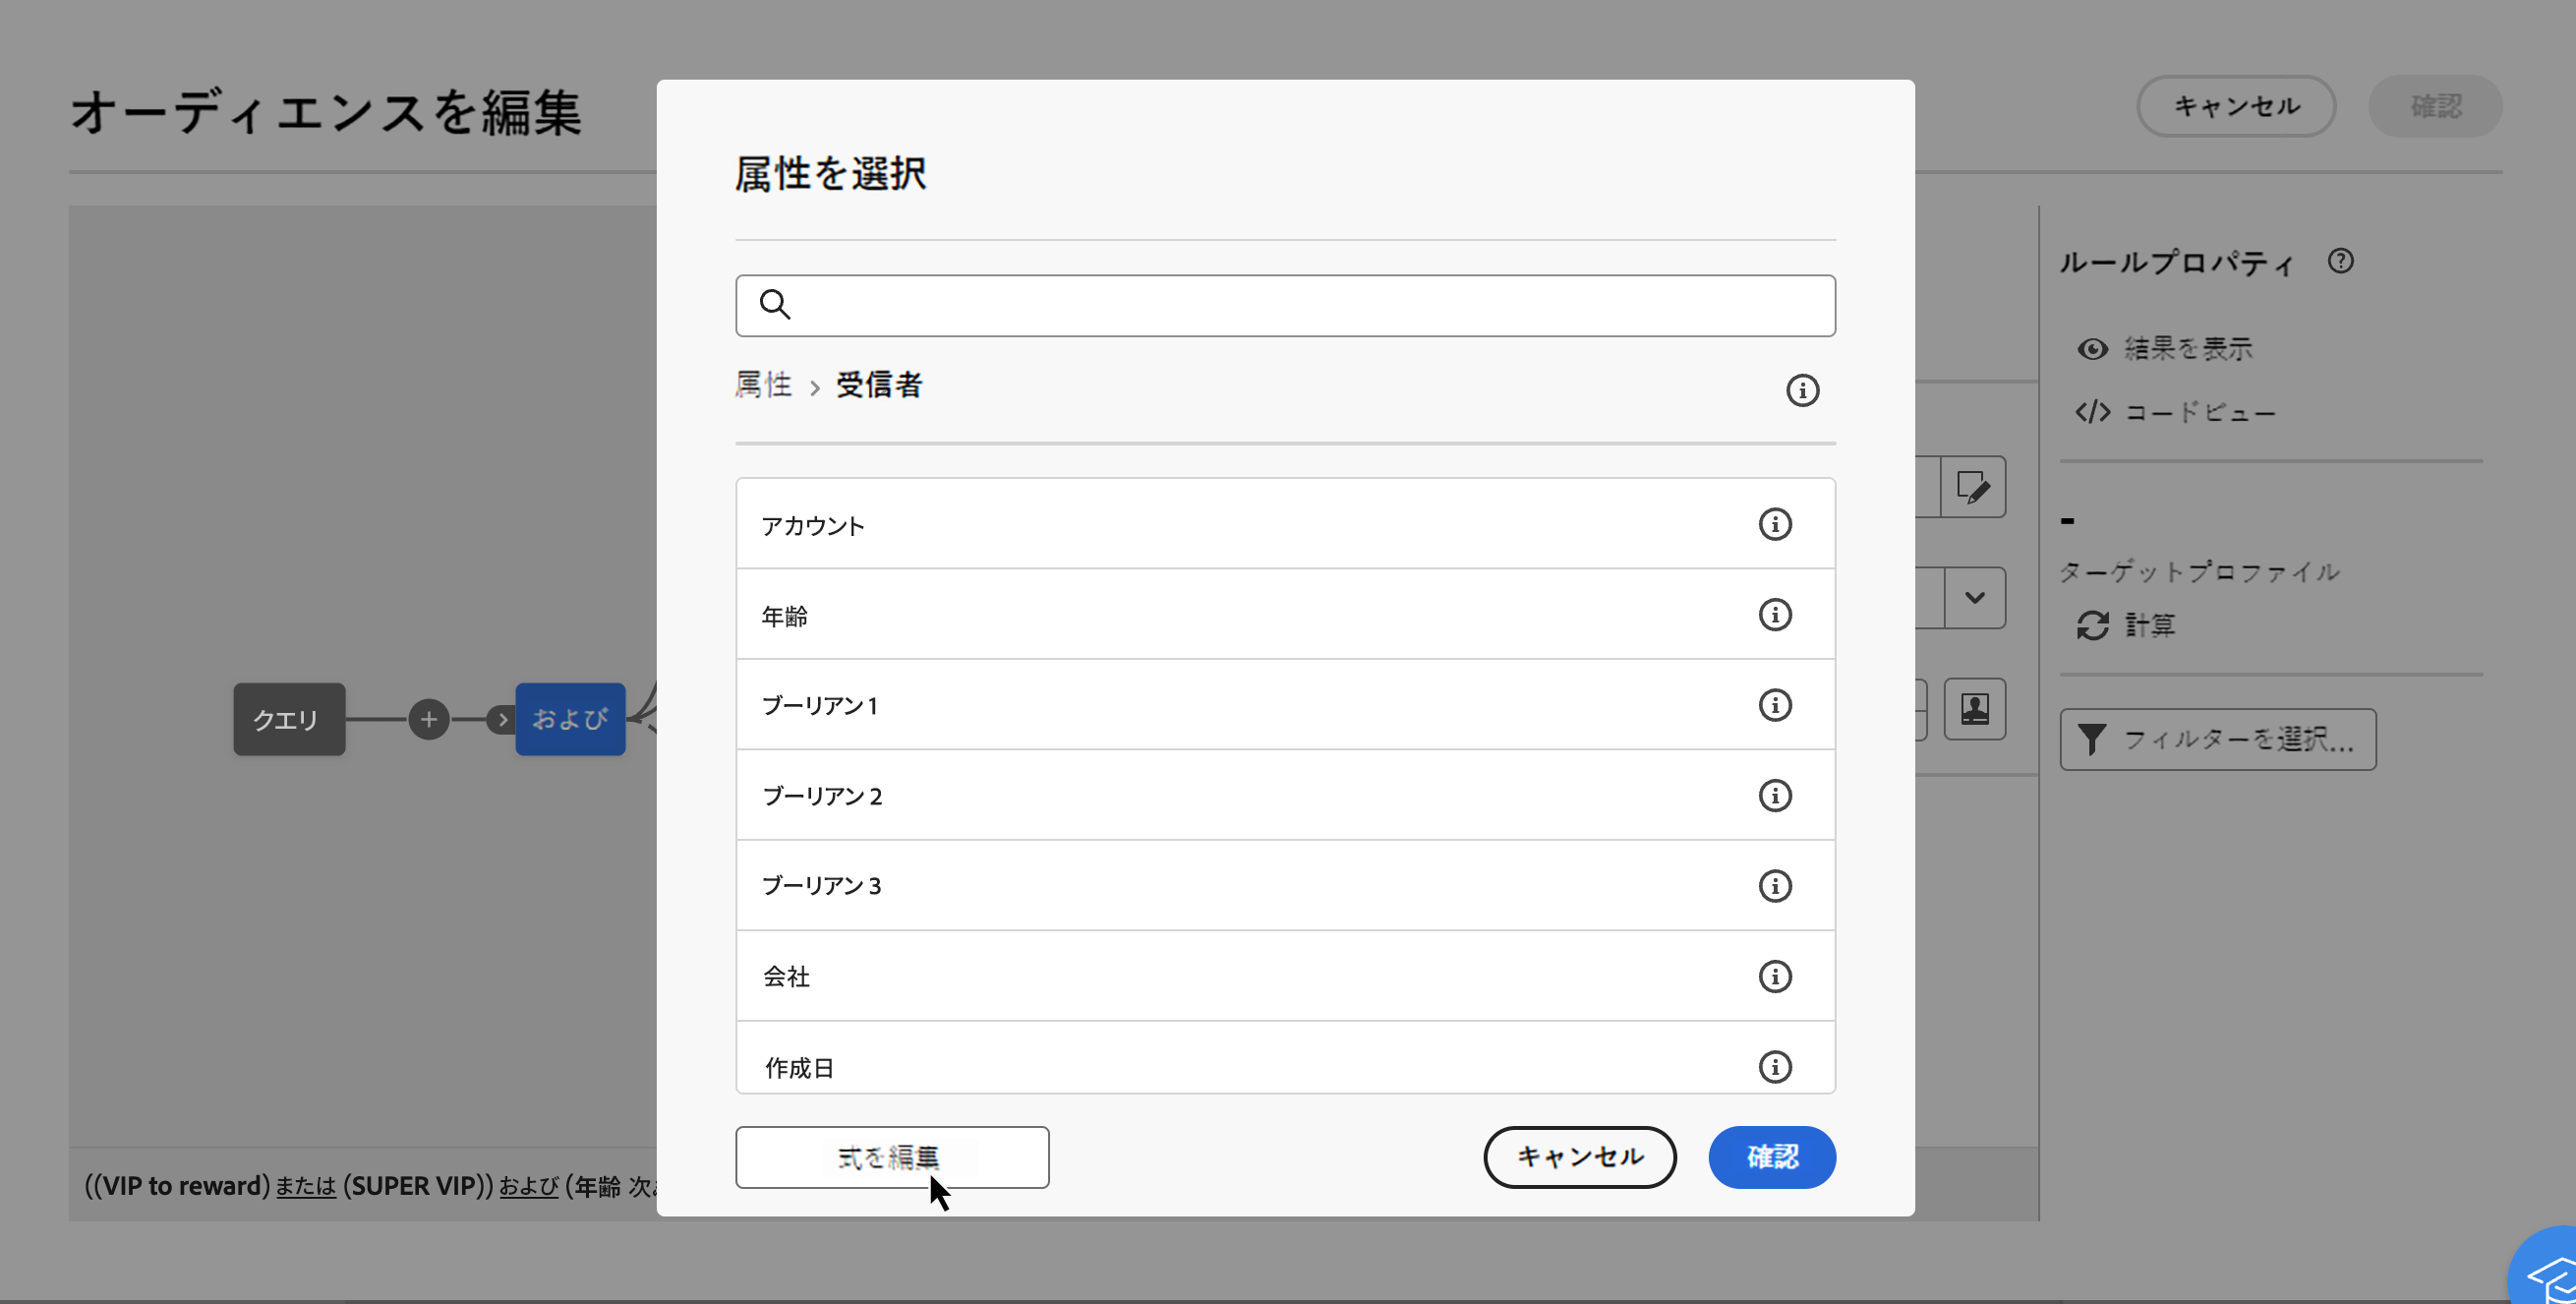 オーディエンスを編集
キャンセル
確認
属性を選択
属性 > 受信者
アカウント
年齢
ブーリアン 1
ブーリアン 2
ブーリアン 3
会社
作成日
式を編集
キャンセル
確認
クエリ
および
((VIP to reward) または (SUPER VIP)) および (年齢 次
ルールプロパティ
結果を表示
コードビュー
-
ターゲットプロファイル
計算
フィルターを選択...